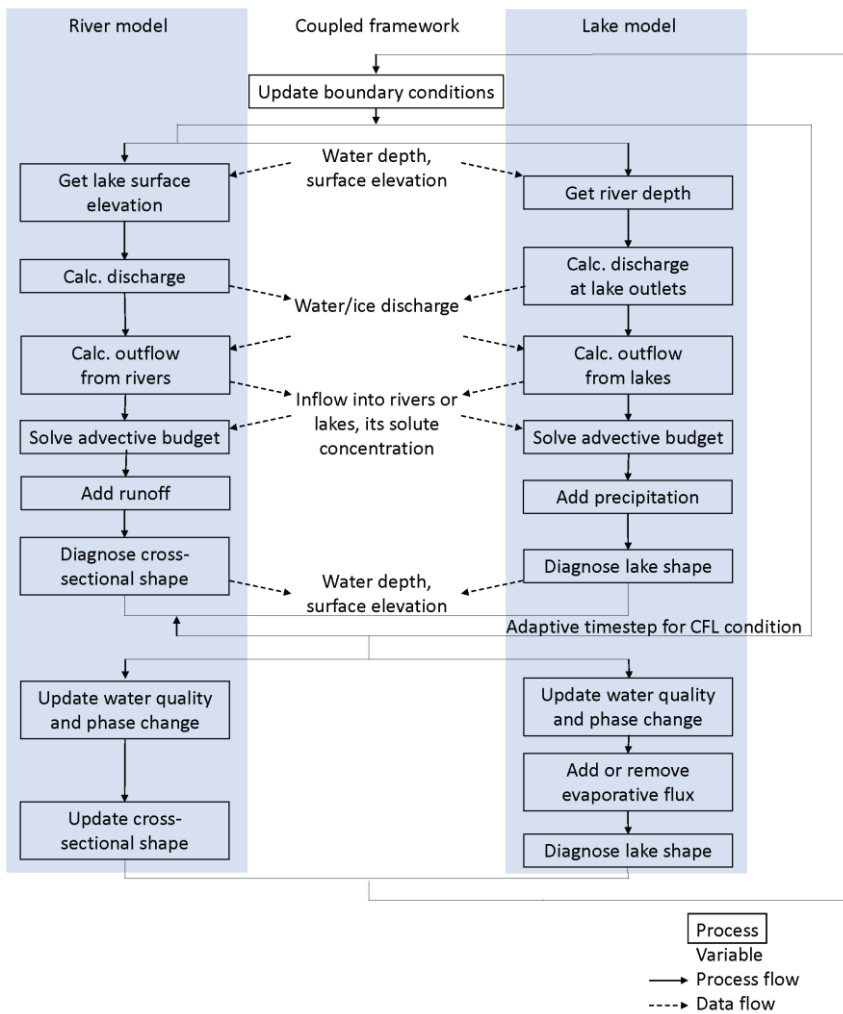 River model
Coupled framework
Lake model
Update boundary conditions
Water depth,
surface elevation
Get lake surface
elevation
Get river depth
Calc. discharge
Calc. discharge
at lake outlets
Water/ice discharge
Calc. outflow
from rivers
Calc. outflow
from lakes
Inflow into rivers or
lakes, its solute
concentration
Solve advective budget
Solve advective budget
Add runoff
Add precipitation
Diagnose cross-
sectional shape
Water depth,
surface elevation
Diagnose lake shape
Adaptive timestep for CFL condition
Update water quality
and phase change
Update water quality
and phase change
Add or remove
evaporative flux
Update cross-
sectional shape
Diagnose lake shape
Process
Variable
Process flow
Data flow